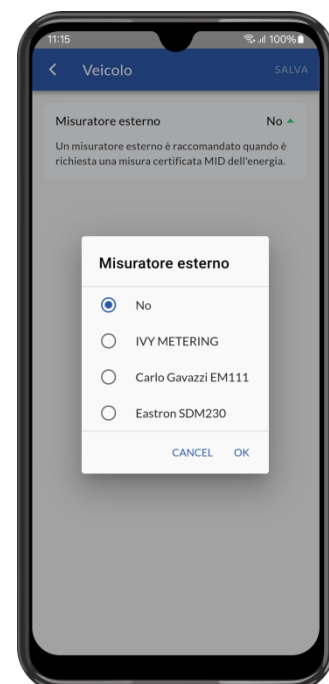 11:15
100%
Veicolo
SALVA
Misuratore esterno
No
Un misuratore esterno è raccomandato quando è
richiesta una misura certificata MID dell'energia.
Misuratore esterno
No
IVY METERING
Carlo Gavazzi EM111
Eastron SDM230
CANCEL
OK